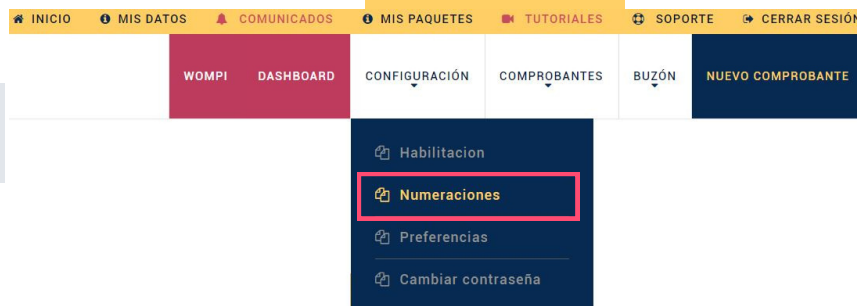 INICIO MIS DATOS COMUNICADOS MIS PAQUETES TUTORIALES SOPORTE CERRAR SESIÓN
WOMPI DASHBOARD CONFIGURACIÓN COMPROBANTES BUZÓN NUEVO COMPROBANTE
Habilitacion
Numeraciones
Preferencias
Cambiar contraseña